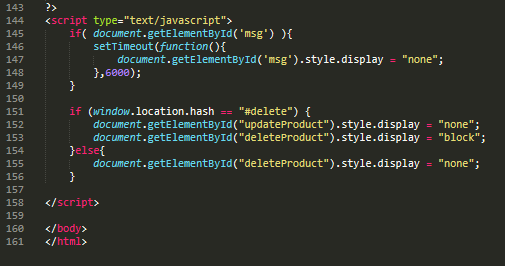 143 ?>
144 <script type="text/javascript">
145     if( document.getElementById('msg') ){
146         setTimeout(function(){
147             document.getElementById('msg').style.display = "none";
148         },6000);
149     }
150
151     if (window.location.hash == "#delete") {
152         document.getElementById("updateProduct").style.display = "none";
153         document.getElementById("deleteProduct").style.display = "block";
154     }else{
155         document.getElementById("deleteProduct").style.display = "none";
156     }
157
158 </script>
159
160 </body>
161 </html>